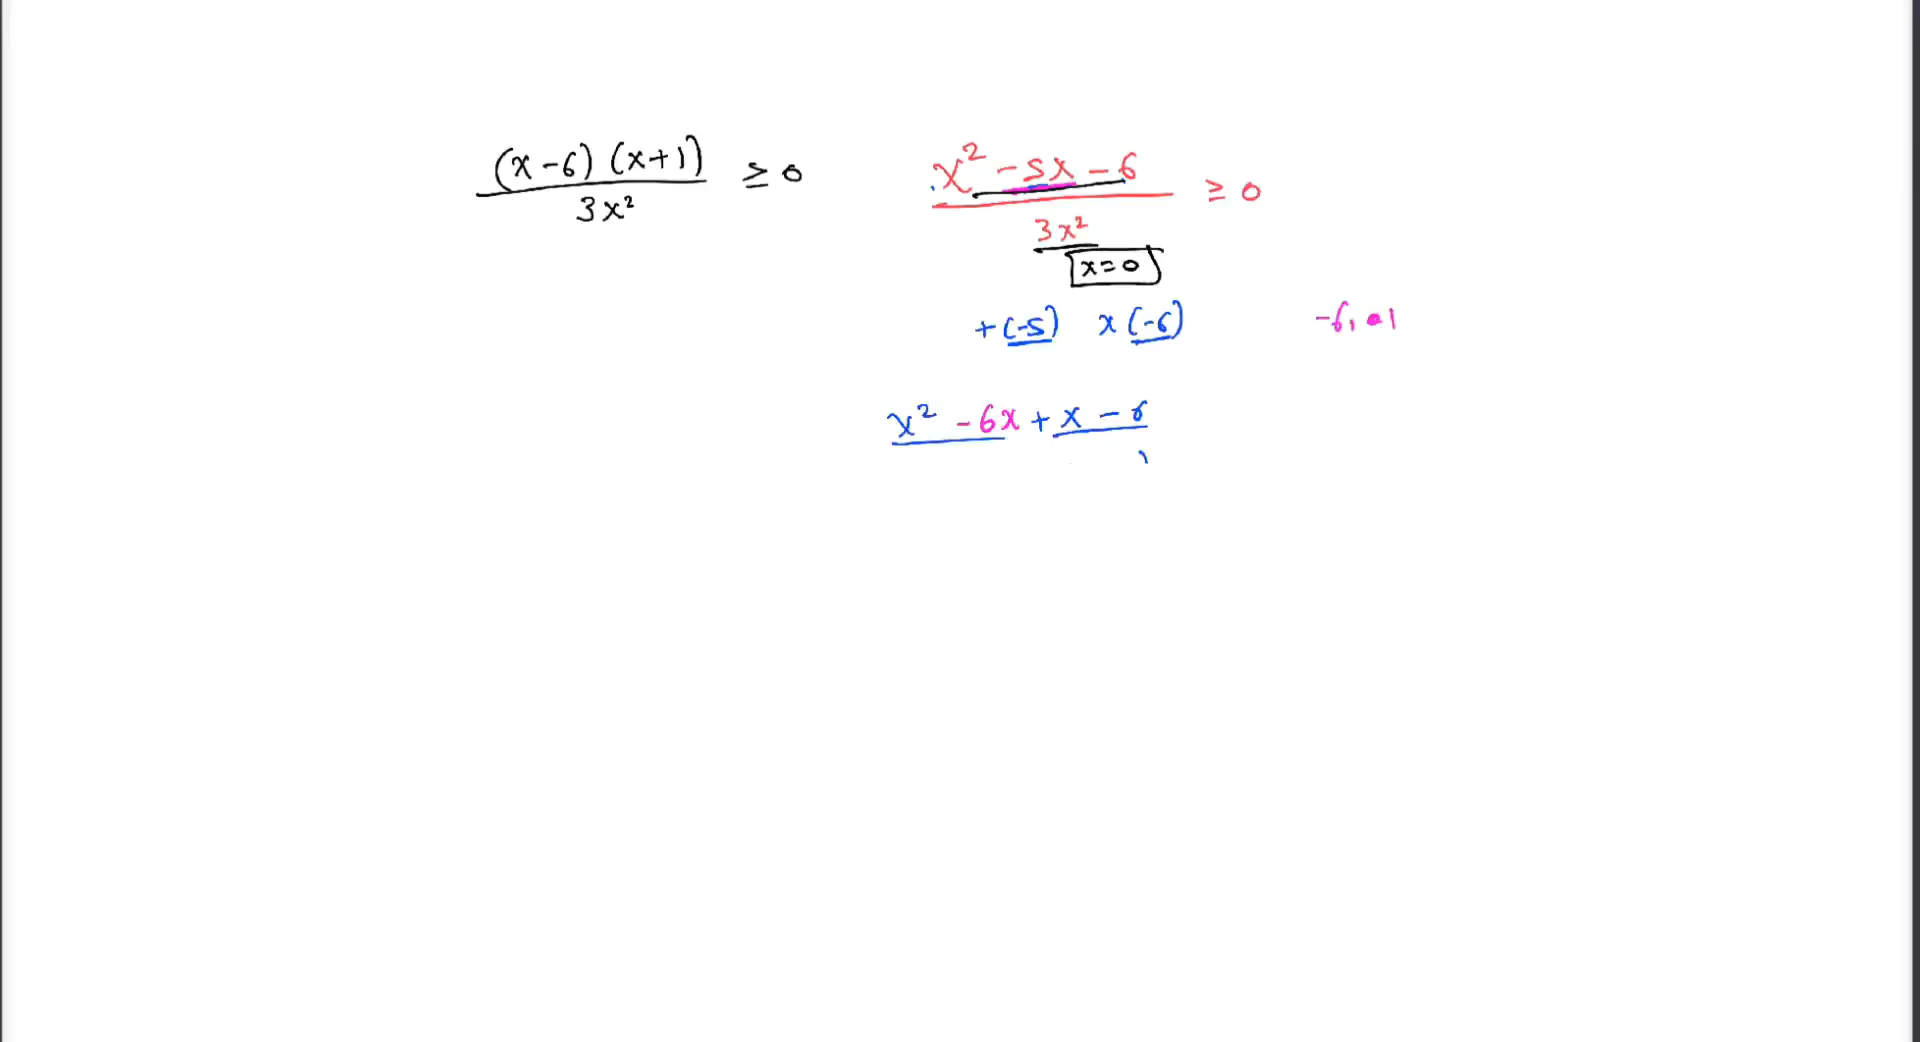 (x-6) (x+1) ≥ 0
3x²
x² -5x - 6 ≥ 0
3x²
x=0
+(-5) x(-6)
-6, 1
x² - 6x + x - 6